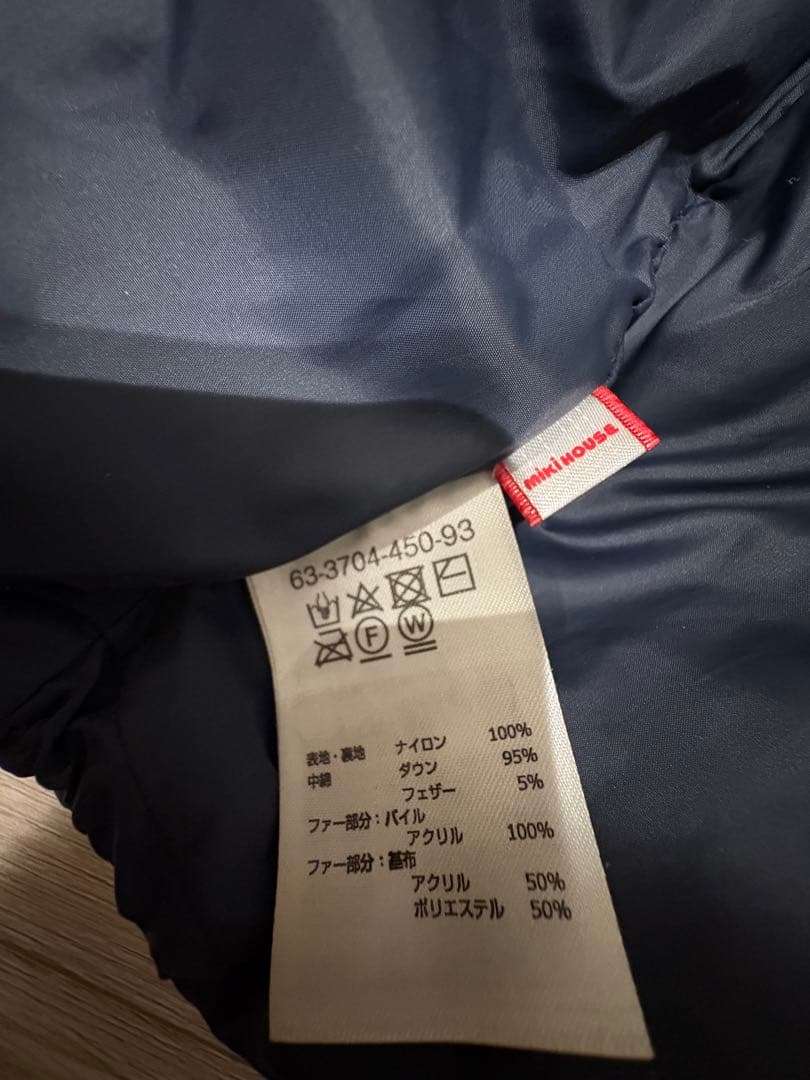 miki HOUSE
63-3704-450-93
F W
表地・裏地 ナイロン 100%
中綿 ダウン 95%
フェザー 5%
ファー部分：パイル
アクリル 100%
ファー部分：基布
アクリル 50%
ポリエステル 50%